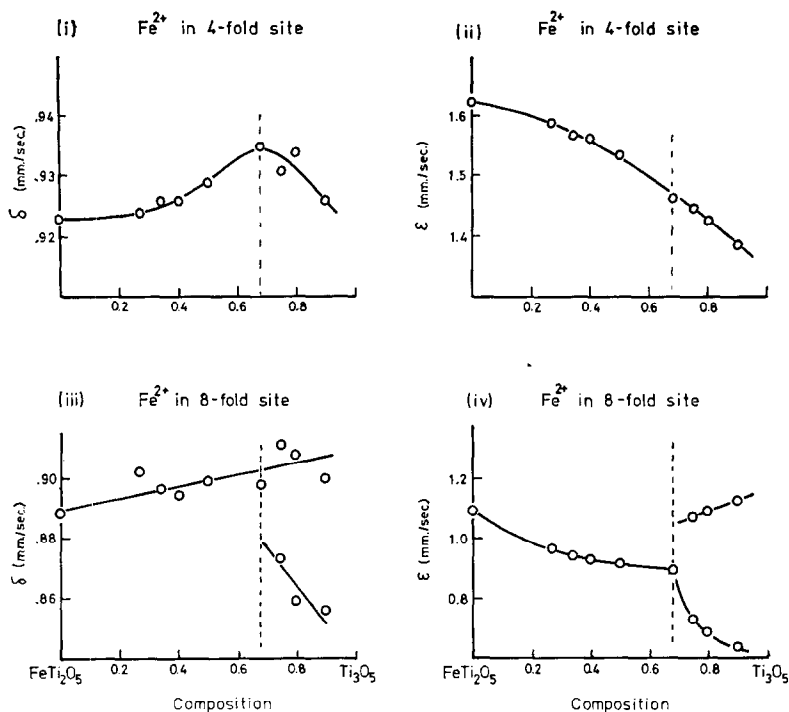 (i) Fe2+ in 4-fold site
δ (mm./sec.)
.94
.93
.92
0.2 0.4 0.6 0.8
(ii) Fe2+ in 4-fold site
ε (mm./sec.)
1.6
1.5
1.4
0.2 0.4 0.6 0.8
(iii) Fe2+ in 8-fold site
δ (mm./sec.)
.90
.88
.86
FeTi2O5 0.2 0.4 0.6 0.8 Ti3O5
Composition
(iv) Fe2+ in 8-fold site
ε (mm./sec.)
1.2
1.0
0.8
FeTi2O5 0.2 0.4 0.6 0.8 Ti3O5
Composition